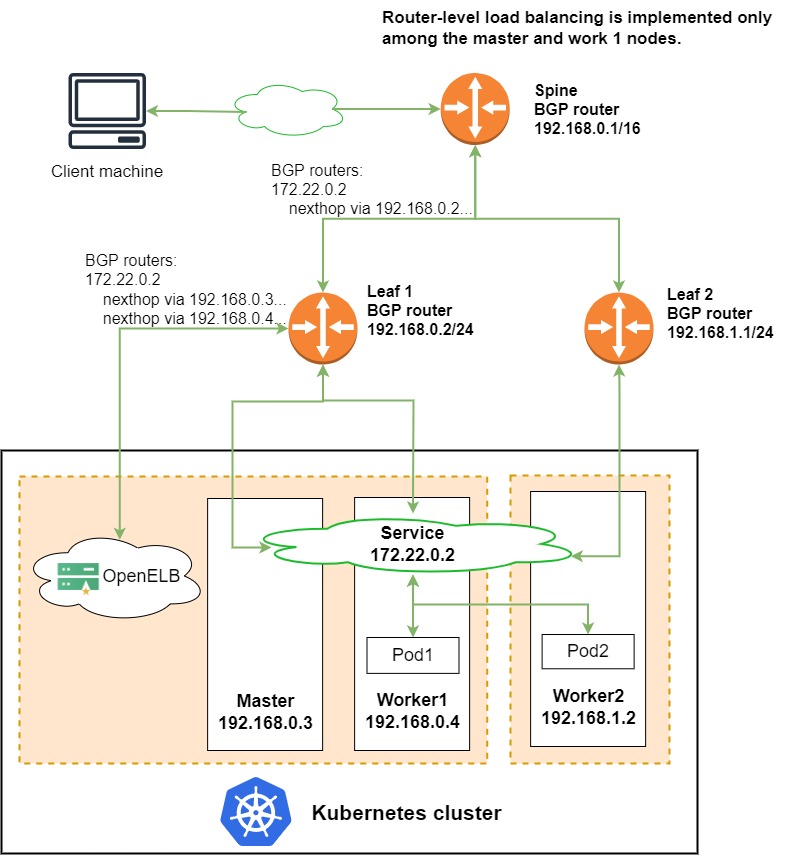 Router-level load balancing is implemented only
among the master and work 1 nodes.
Spine
BGP router
192.168.0.1/16
Client machine
BGP routers:
172.22.0.2
nexthop via 192.168.0.2...
BGP routers:
172.22.0.2
nexthop via 192.168.0.3...
nexthop via 192.168.0.4...
Leaf 1
BGP router
192.168.0.2/24
Leaf 2
BGP router
192.168.1.1/24
Service
172.22.0.2
OpenELB
Pod1
Pod2
Master
192.168.0.3
Worker1
192.168.0.4
Worker2
192.168.1.2
Kubernetes cluster